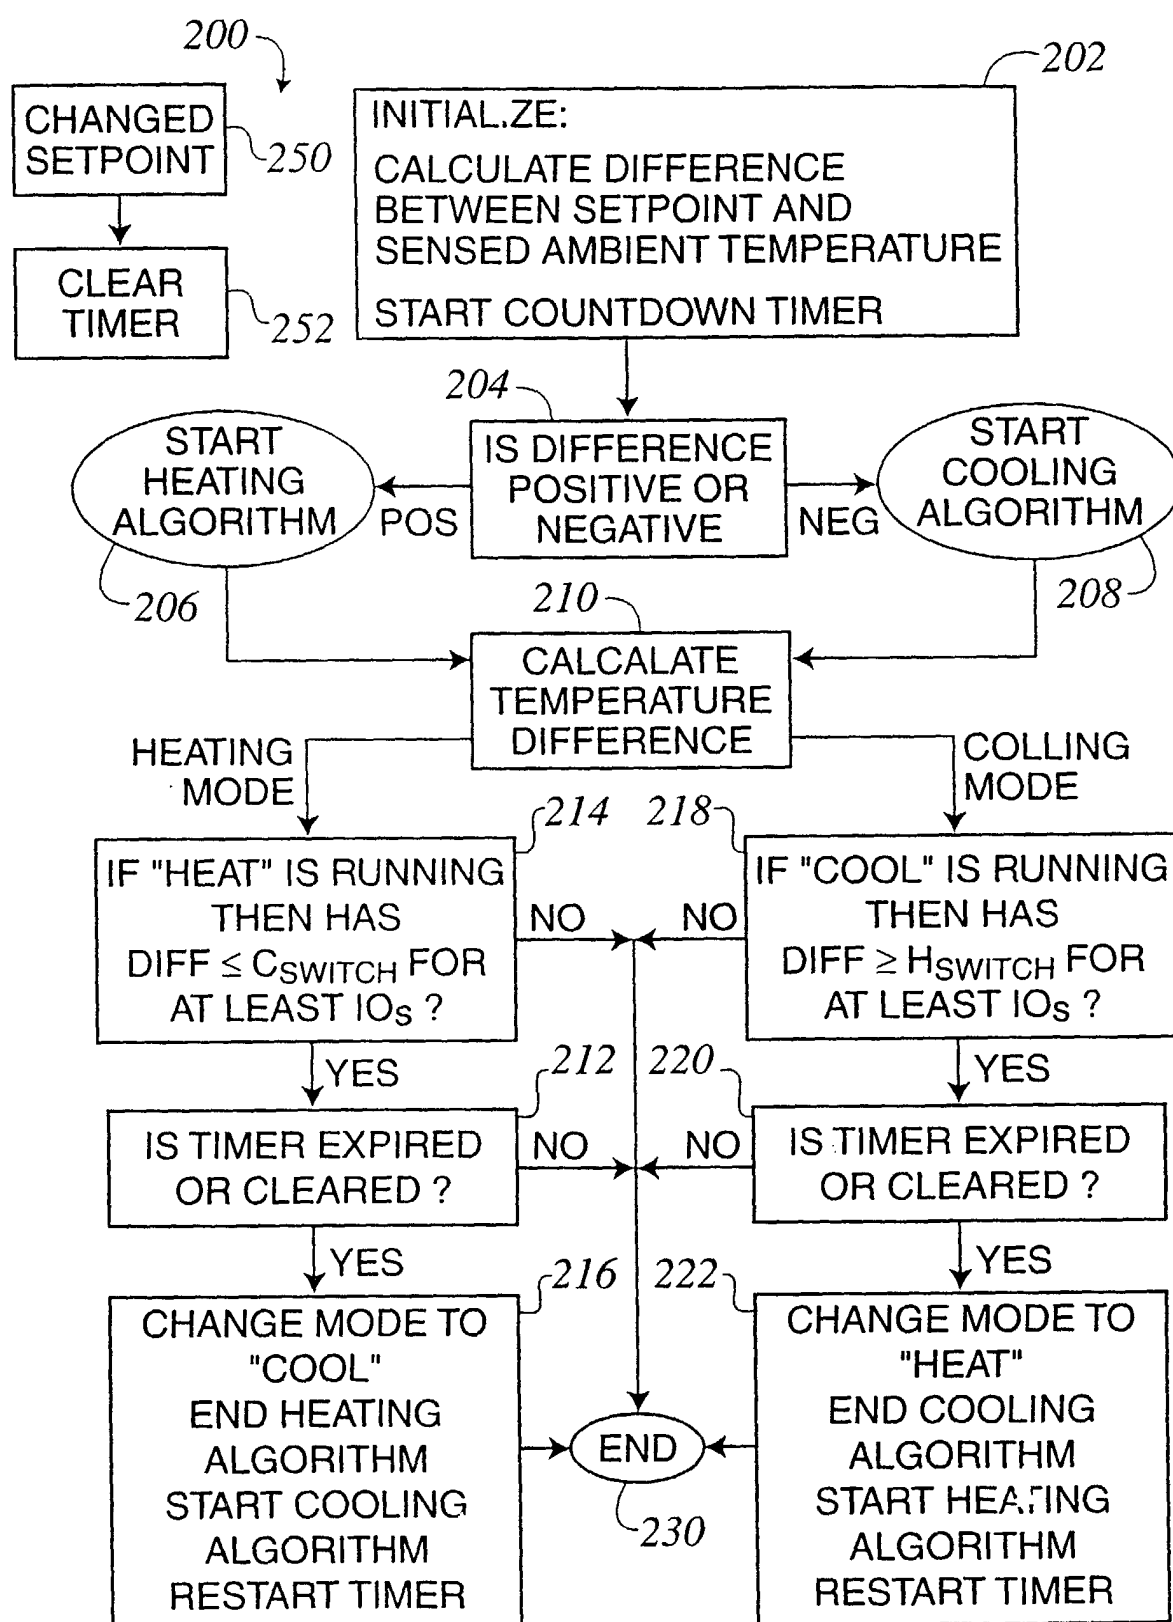 200
CHANGED
SETPOINT
250
CLEAR
TIMER
252
202
INITIAL.ZE:
CALCULATE DIFFERENCE
BETWEEN SETPOINT AND
SENSED AMBIENT TEMPERATURE
START COUNTDOWN TIMER
204
IS DIFFERENCE
POSITIVE OR
NEGATIVE
POS
NEG
START
HEATING
ALGORITHM
206
START
COOLING
ALGORITHM
208
210
CALCALATE
TEMPERATURE
DIFFERENCE
HEATING
MODE
COLLING
MODE
214
IF "HEAT" IS RUNNING
THEN HAS
DIFF ≤ CSWITCH FOR
AT LEAST IOS ?
NO
218
IF "COOL" IS RUNNING
THEN HAS
DIFF ≥ HSWITCH FOR
AT LEAST IOS ?
NO
YES
YES
212
IS TIMER EXPIRED
OR CLEARED ?
NO
220
IS TIMER EXPIRED
OR CLEARED ?
NO
YES
YES
216
CHANGE MODE TO
"COOL"
END HEATING
ALGORITHM
START COOLING
ALGORITHM
RESTART TIMER
222
CHANGE MODE TO
"HEAT"
END COOLING
ALGORITHM
START HEATING
ALGORITHM
RESTART TIMER
END
230